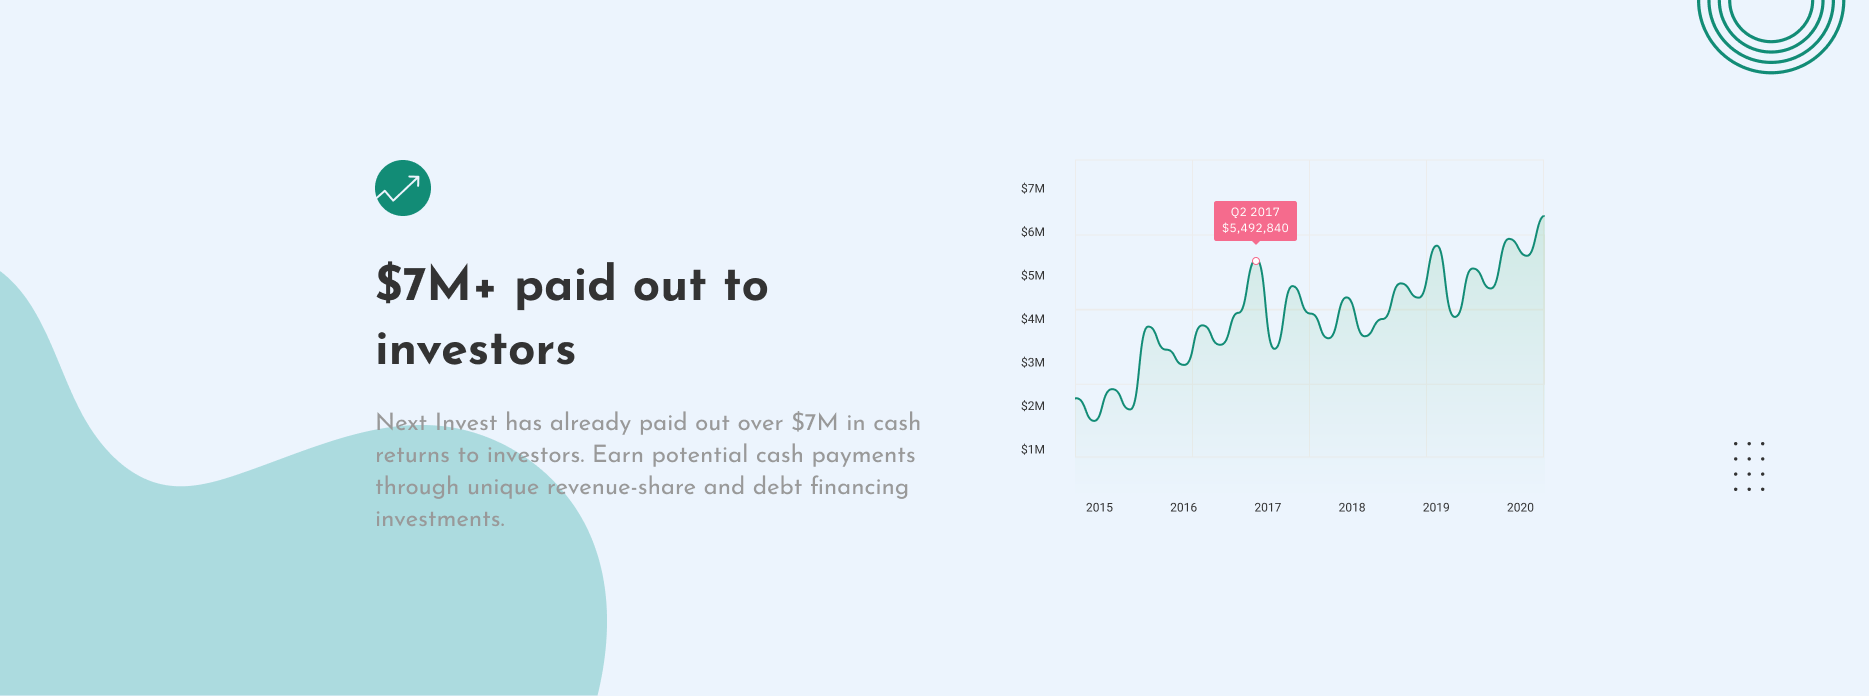 $7M+ paid out to
investors
Next Invest has already paid out over $7M in cash
returns to investors. Earn potential cash payments
through unique revenue-share and debt financing
investments.
$7M
$6M
$5M
$4M
$3M
$2M
$1M
Q2 2017
$5,492,840
2015 2016 2017 2018 2019 2020